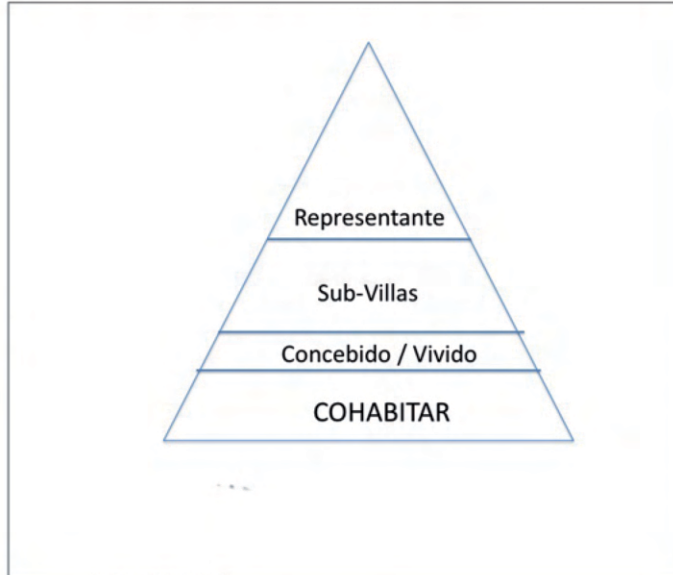 Representante
Sub-Villas
Concebido / Vivido
COHABITAR